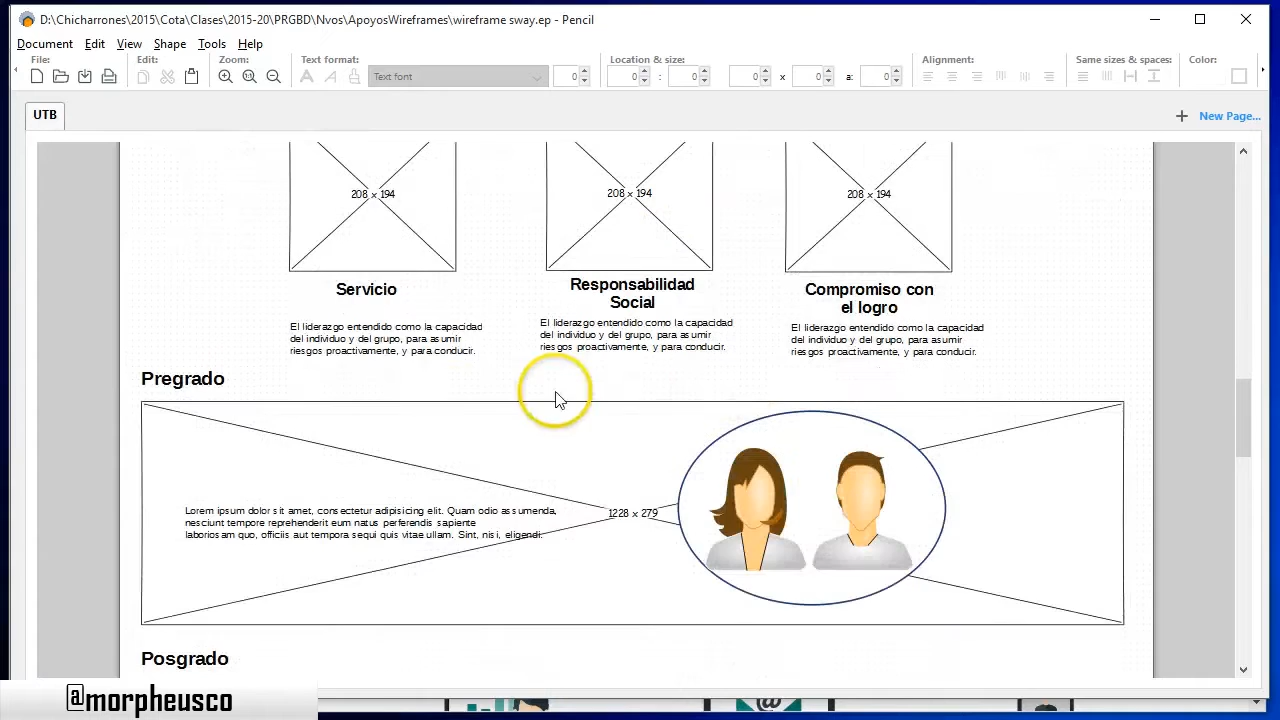 D:\Chicharrones\2015\Cota\Clases\2015-20\PRGBD\Nvos\ApoyosWireframes\wireframe sway.ep - Pencil
Document Edit View Shape Tools Help
File: Edit: Zoom: Text format: Location & size: Alignment: Same sizes & spaces: Color:
Text font 0 0 : 0 0 x 0 a: 0
UTB
New Page...
208 x 194
208 x 194
208 x 194
Servicio
El liderazgo entendido como la capacidad
del individuo y del grupo, para asumir
riesgos proactivamente, y para conducir.
Responsabilidad
Social
El liderazgo entendido como la capacidad
del individuo y del grupo, para asumir
riesgos proactivamente, y para conducir.
Compromiso con
el logro
El liderazgo entendido como la capacidad
del individuo y del grupo, para asumir
riesgos proactivamente, y para conducir.
Pregrado
Lorem ipsum dolor sit amet, consectetur adipisicing elit. Quam odio assumenda,
nesciunt tempore reprehenderit eum natus perferendis sapiente
laboriosam quo, officiis aut tempora sequi quis vitae ullam. Sint, nisi, eligendi.
1228 x 279
Posgrado
@morpheusco